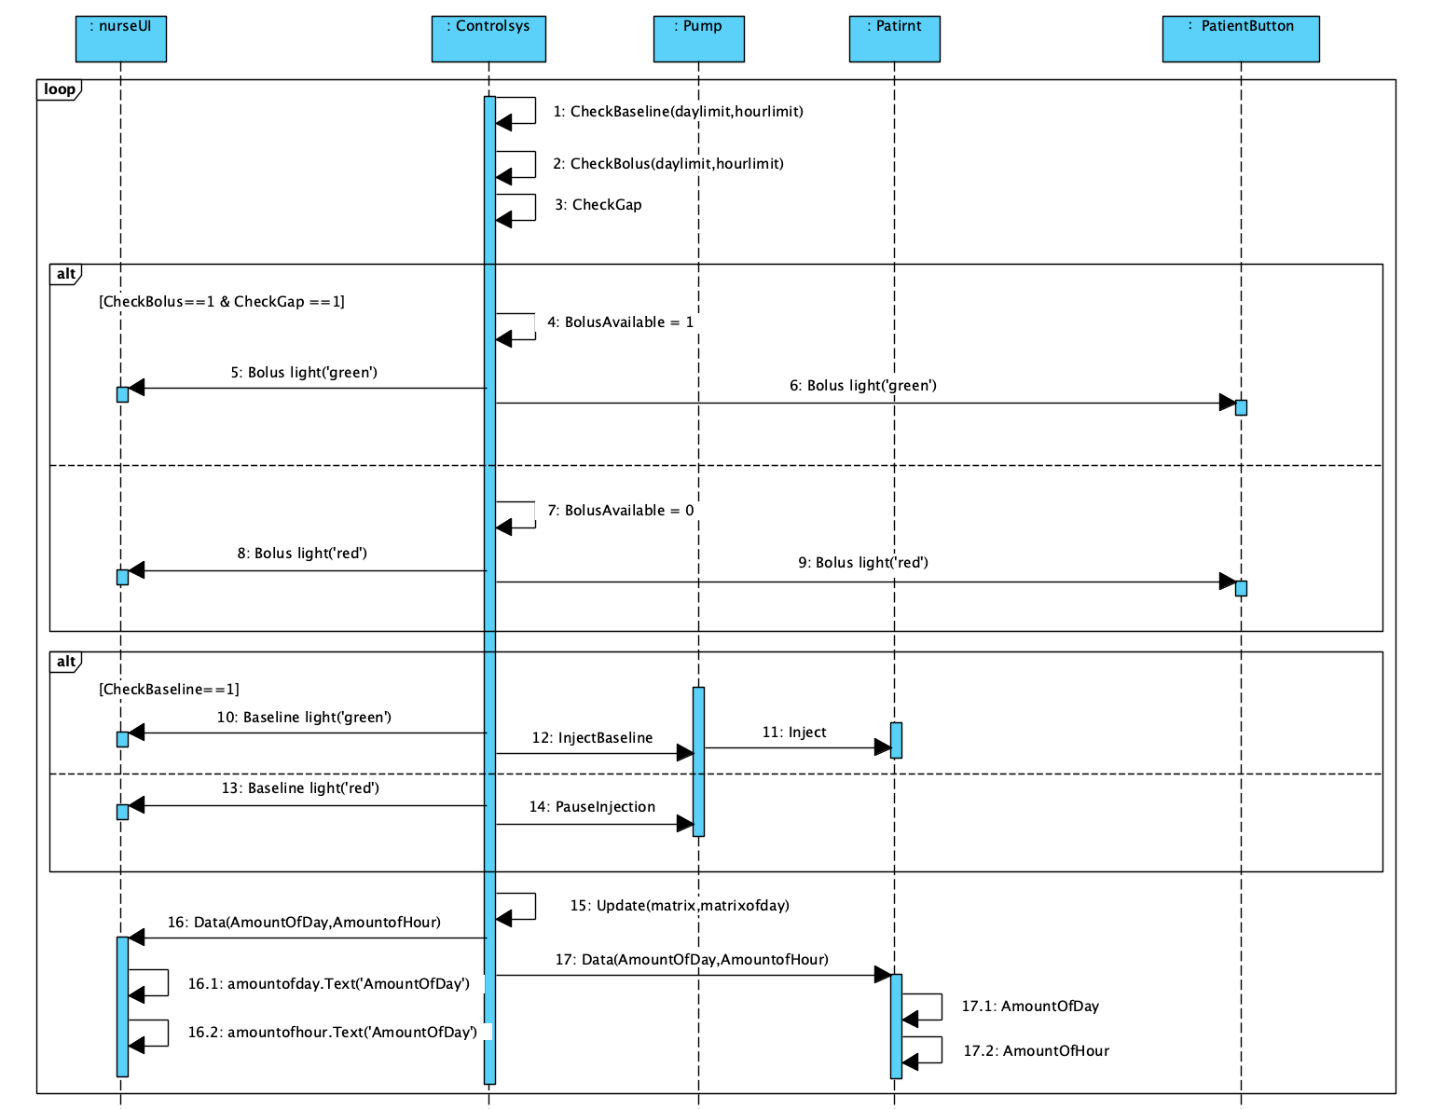 : nurseUI
: Controlsys
: Pump
: Patirnt
: PatientButton
loop
1: CheckBaseline(daylimit,hourlimit)
2: CheckBolus(daylimit,hourlimit)
3: CheckGap
alt
[CheckBolus==1 & CheckGap ==1]
4: BolusAvailable = 1
5: Bolus light('green')
6: Bolus light('green')
7: BolusAvailable = 0
8: Bolus light('red')
9: Bolus light('red')
alt
[CheckBaseline==1]
10: Baseline light('green')
12: InjectBaseline
11: Inject
13: Baseline light('red')
14: PauseInjection
15: Update(matrix,matrixofday)
16: Data(AmountOfDay,AmountofHour)
17: Data(AmountOfDay,AmountofHour)
16.1: amountofday.Text('AmountOfDay')
17.1: AmountOfDay
16.2: amountofhour.Text('AmountOfDay')
17.2: AmountOfHour